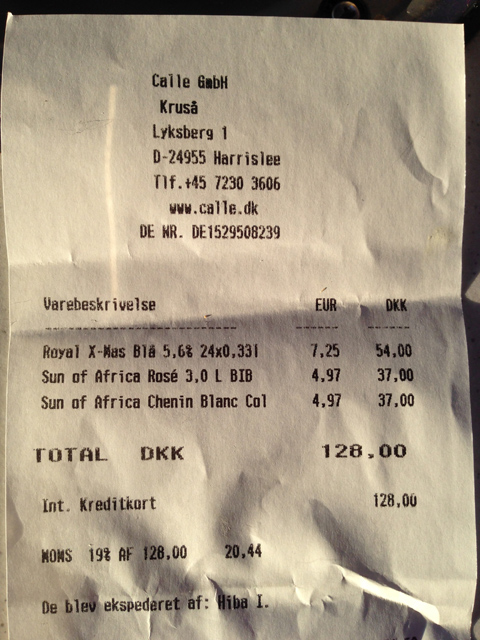 Calle GmbH
Kruså
Lyksberg 1
D-24955 Harrislee
Tlf.+45 7230 3606
www.calle.dk
DE NR. DE1529508239
Varebeskrivelse EUR DKK
Royal X-Mas Blå 5,6% 24x0,33l 7,25 54,00
Sun of Africa Rosé 3,0 L BIB 4,97 37,00
Sun of Africa Chenin Blanc Col 4,97 37,00
TOTAL DKK 128,00
Int. Kreditkort 128,00
MOMS 19% AF 128,00 20,44
De blev ekspederet af: Hiba I.